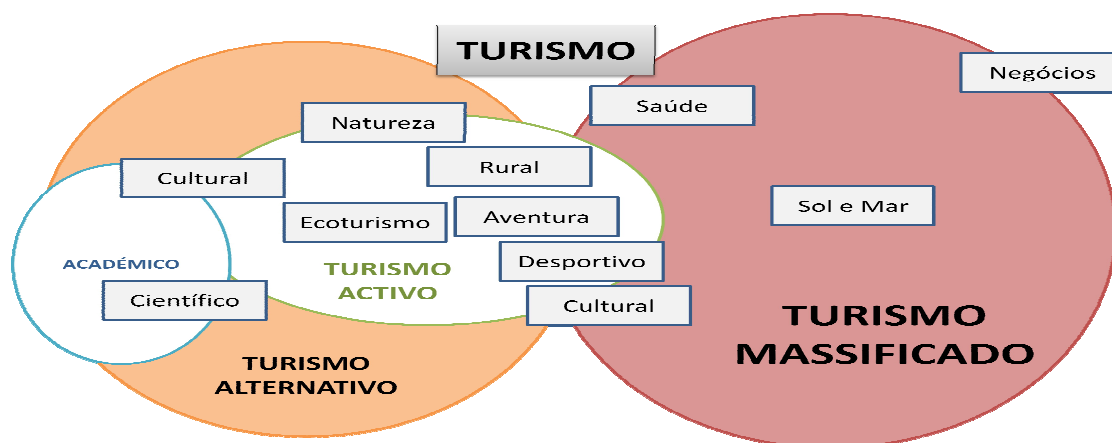 TURISMO
Negócios
Saúde
Natureza
Rural
Cultural
Sol e Mar
Ecoturismo
Aventura
ACADÉMICO
TURISMO
ACTIVO
Desportivo
Científico
Cultural
TURISMO
MASSIFICADO
TURISMO
ALTERNATIVO